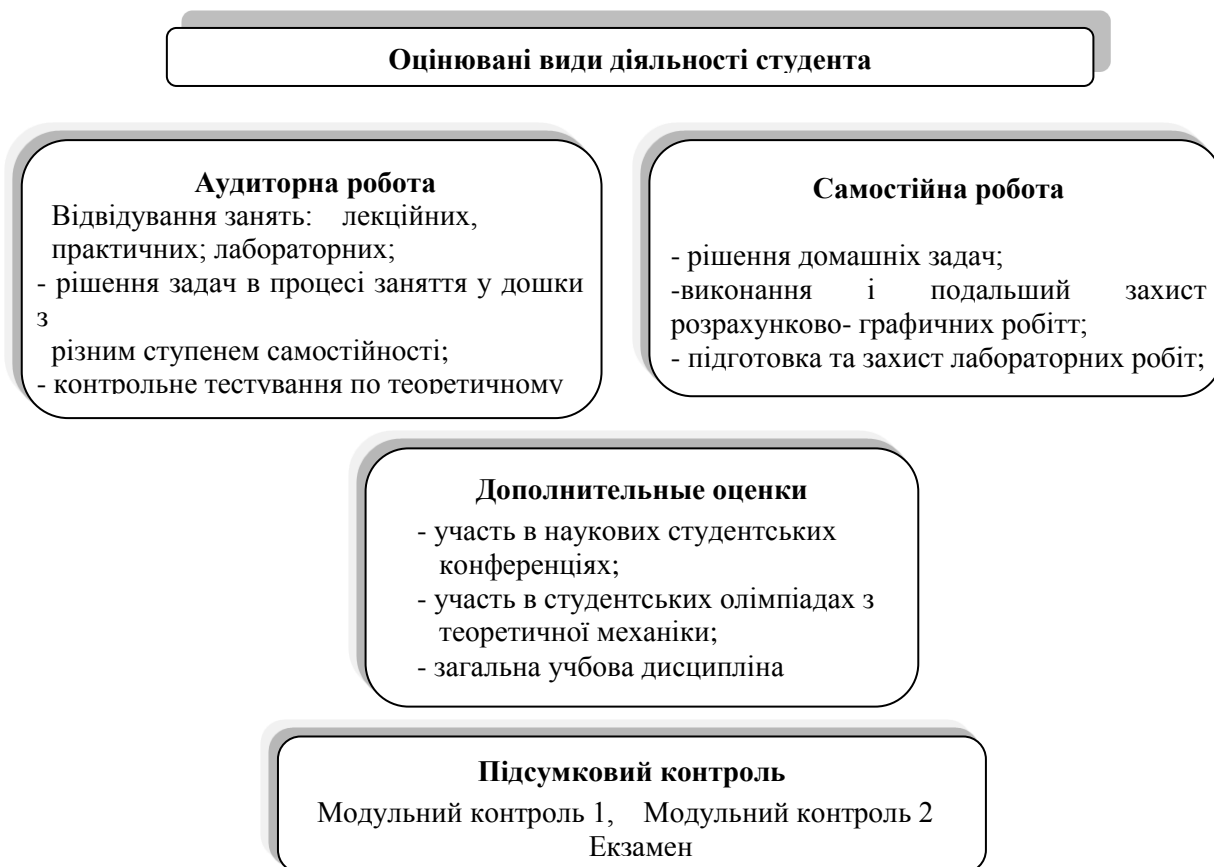 Оцінювані види діяльності студента
Аудиторна робота
Відвідування занять: лекційних,
практичних; лабораторних;
- рішення задач в процесі заняття у дошки
з
різним ступенем самостійності;
- контрольне тестування по теоретичному
Самостійна робота
- рішення домашніх задач;
-виконання і подальший захист
розрахунково- графичних робітт;
- підготовка та захист лабораторних робіт;
Дополнительные оценки
- участь в наукових студентських
конференціях;
- участь в студентських олімпіадах з
теоретичної механіки;
- загальна учбова дисципліна
Підсумковий контроль
Модульний контроль 1, Модульний контроль 2
Екзамен